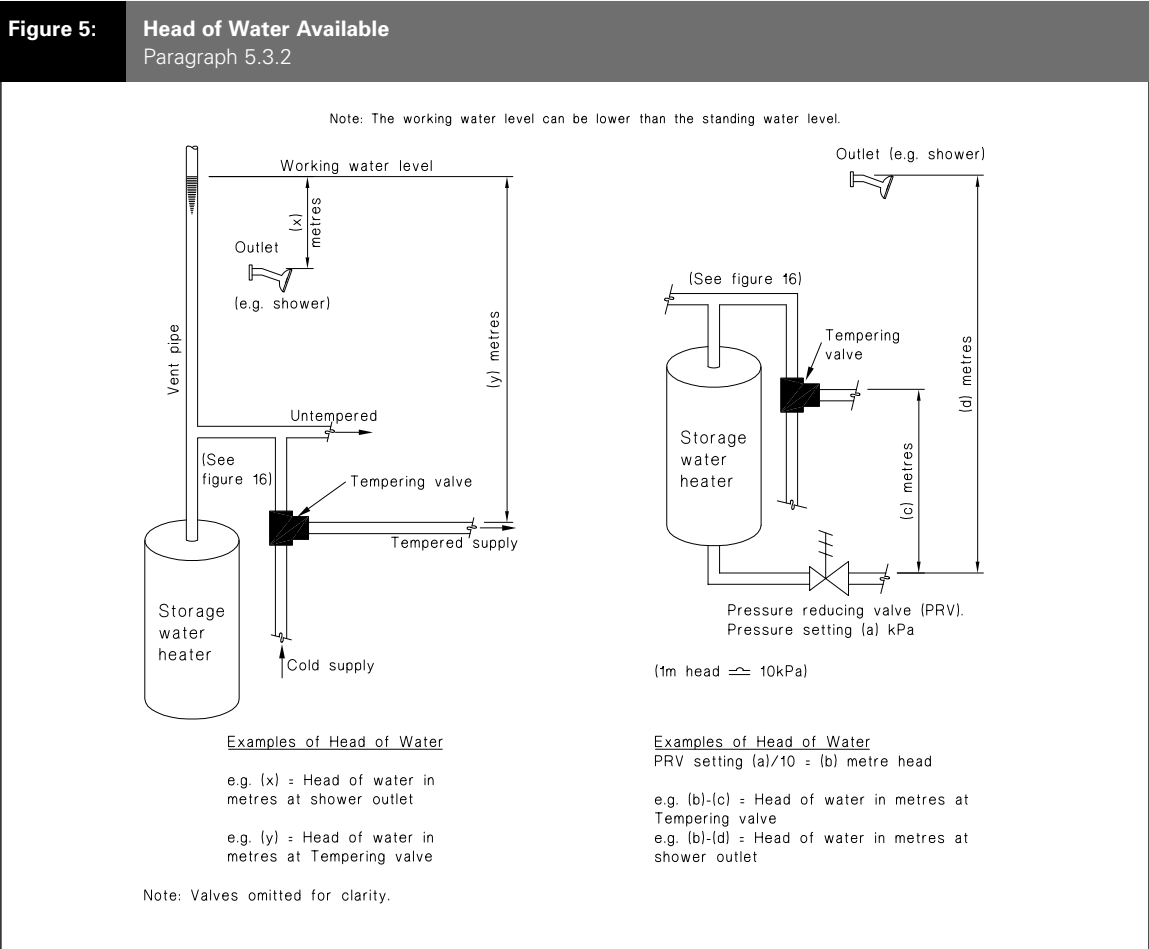 Figure 5:
Head of Water Available
Paragraph 5.3.2
Note: The working water level can be lower than the standing water level.
Working water level
(x)
metres
Outlet
(e.g. shower)
(y) metres
Vent pipe
Untempered
(See
figure 16)
Tempering valve
Tempered supply
Storage
water
heater
Cold supply
Examples of Head of Water
e.g. (x) = Head of water in
metres at shower outlet
e.g. (y) = Head of water in
metres at Tempering valve
Note: Valves omitted for clarity.
Outlet (e.g. shower)
(See figure 16)
Tempering
valve
(d) metres
(c) metres
Storage
water
heater
Pressure reducing valve (PRV).
Pressure setting (a) kPa
(1m head ≏ 10kPa)
Examples of Head of Water
PRV setting (a)/10 = (b) metre head
e.g. (b)-(c) = Head of water in metres at
Tempering valve
e.g. (b)-(d) = Head of water in metres at
shower outlet